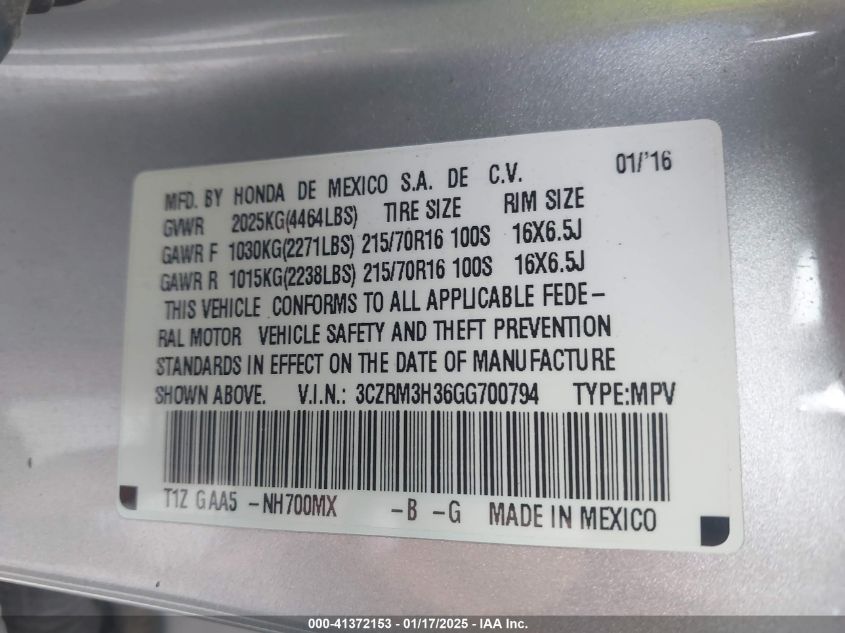 MFD. BY HONDA DE MEXICO S.A. DE C.V. 01/'16
GVWR 2025KG(4464LBS) TIRE SIZE RIM SIZE
GAWR F 1030KG(2271LBS) 215/70R16 100S 16X6.5J
GAWR R 1015KG(2238LBS) 215/70R16 100S 16X6.5J
THIS VEHICLE CONFORMS TO ALL APPLICABLE FEDE-
RAL MOTOR VEHICLE SAFETY AND THEFT PREVENTION
STANDARDS IN EFFECT ON THE DATE OF MANUFACTURE
SHOWN ABOVE. V.I.N.: 3CZRM3H36GG700794 TYPE:MPV
T1Z GAA5 -NH700MX -B -G MADE IN MEXICO
000-41372153 - 01/17/2025 - IAA Inc.